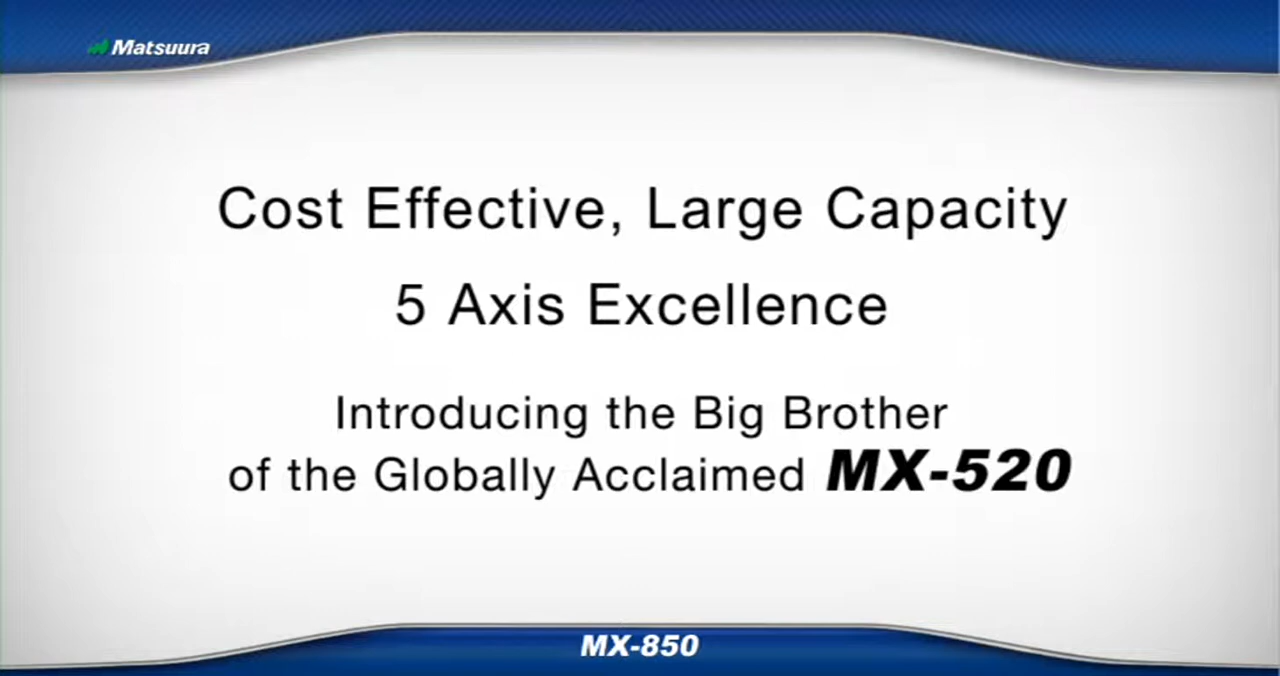 Matsuura
Cost Effective, Large Capacity
5 Axis Excellence
Introducing the Big Brother
of the Globally Acclaimed MX-520
MX-850